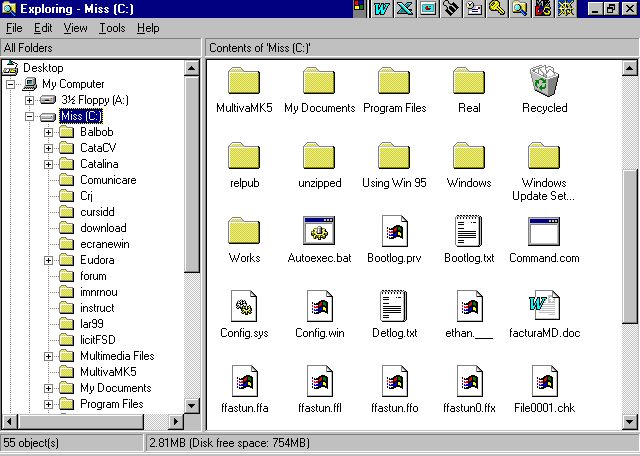 Exploring - Miss (C:)
File Edit View Tools Help
All Folders
Contents of 'Miss (C:)'
Desktop
My Computer
3½ Floppy (A:)
Miss (C:)
Balbob
CataCV
Catalina
Comunicare
Crj
cursidd
download
ecranewin
Eudora
forum
imnrnou
instruct
lar99
licitFSD
Multimedia Files
MultivaMK5
My Documents
Program Files
MultivaMK5 My Documents Program Files Real Recycled
relpub unzipped Using Win 95 Windows Windows
Update Set...
Works Autoexec.bat Bootlog.prv Bootlog.txt Command.com
Config.sys Config.win Detlog.txt ethan.___ facturaMD.doc
ffastun.ffa ffastun.ffl ffastun.ffo ffastun0.ffx File0001.chk
55 object(s)
2.81MB (Disk free space: 754MB)